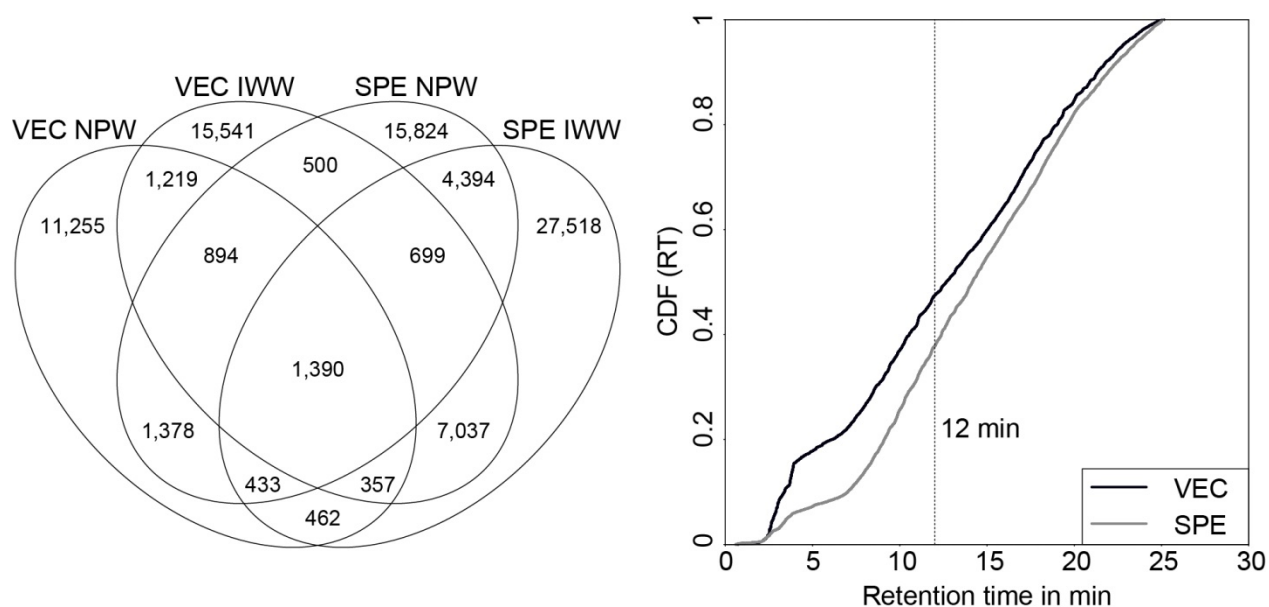 VEC IWW SPE NPW
VEC NPW SPE IWW
15,541 15,824
1,219 500 4,394
11,255 27,518
894 699
1,390
1,378 7,037
433 357
462
CDF (RT)
1
0.8
0.6
0.4
0.2
0
12 min
VEC
SPE
0 5 10 15 20 25 30
Retention time in min